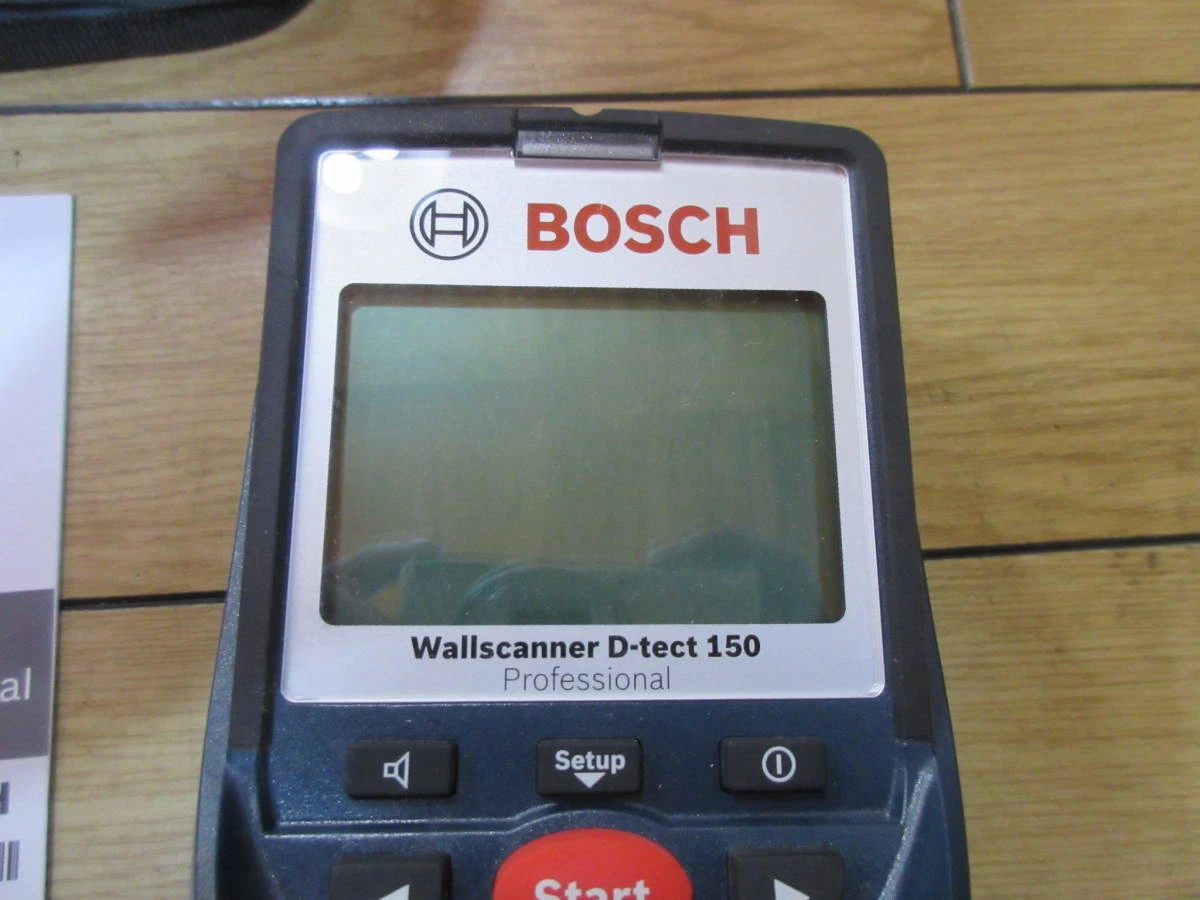 BOSCH
Wallscanner D-tect 150
Professional
Setup
Start
al